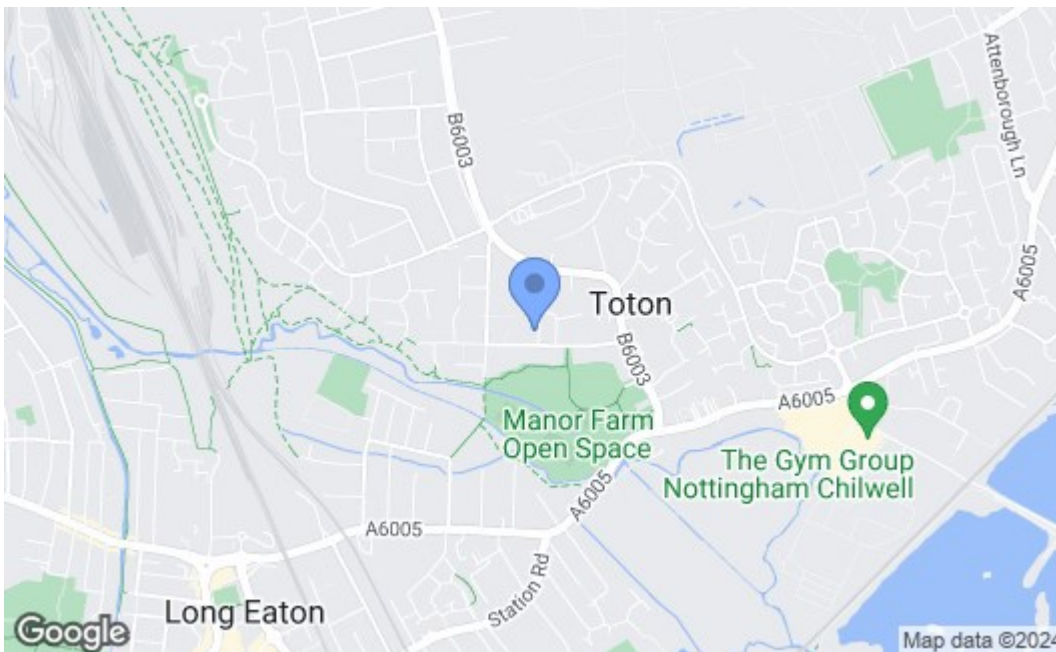 B6003
Attenborough Ln
A6005
Toton
B6003
Manor Farm
Open Space
A6005
The Gym Group
Nottingham Chilwell
A6005
A6005
Station Rd
Long Eaton
Google
Map data ©2024